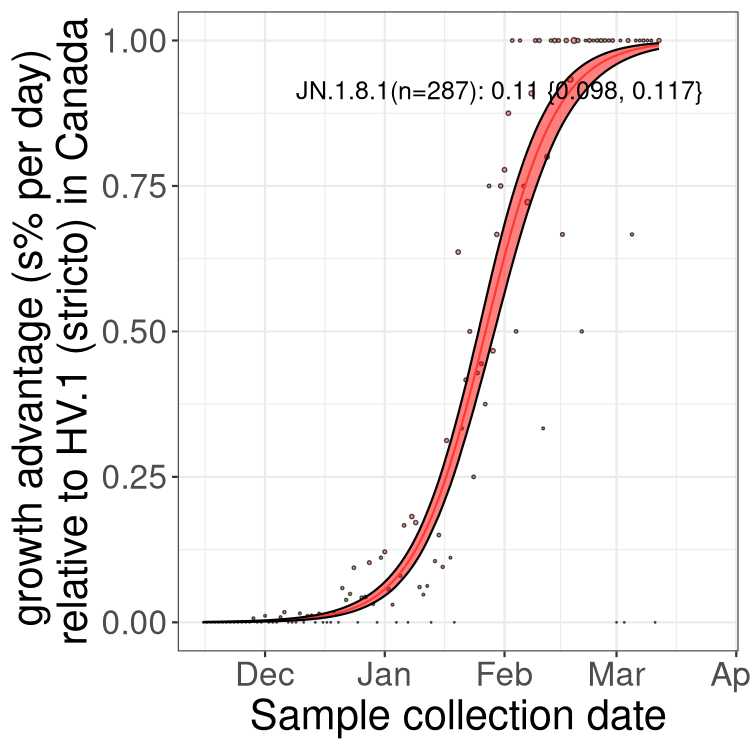 growth advantage (s% per day)
relative to HV.1 (stricto) in Canada
1.00
0.75
0.50
0.25
0.00
JN.1.8.1(n=287): 0.11 {0.098, 0.117}
Dec Jan Feb Mar Ap
Sample collection date